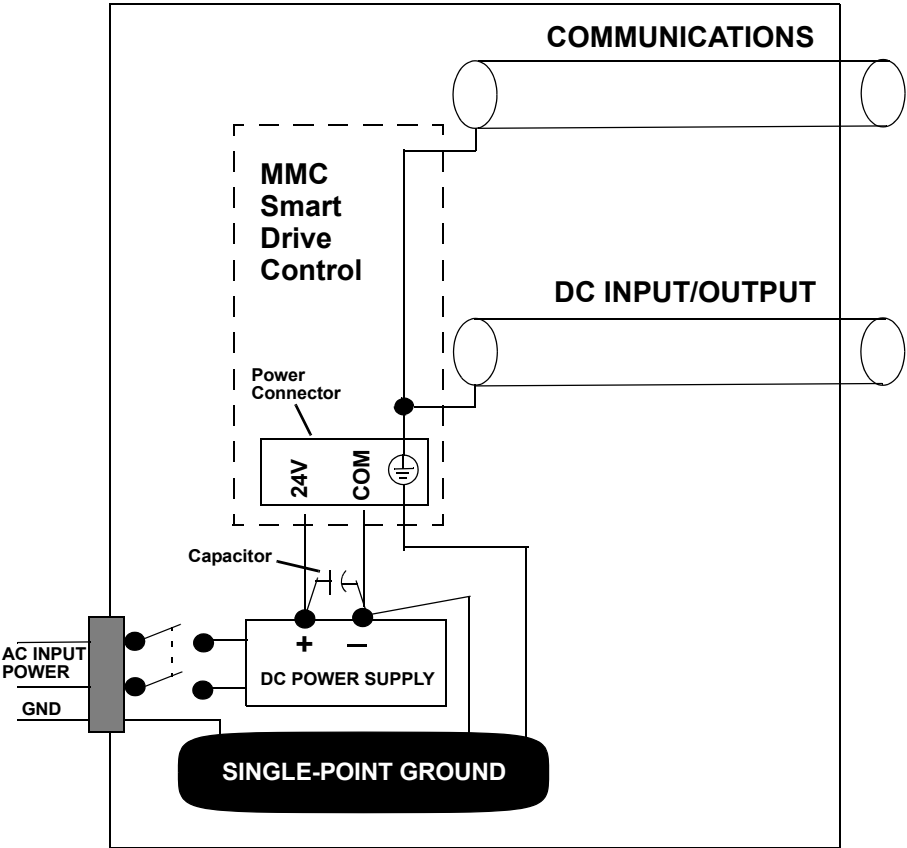 COMMUNICATIONS
MMC
Smart
Drive
Control
DC INPUT/OUTPUT
Power
Connector
24V
COM
Capacitor
+
–
AC INPUT
POWER
DC POWER SUPPLY
GND
SINGLE-POINT GROUND